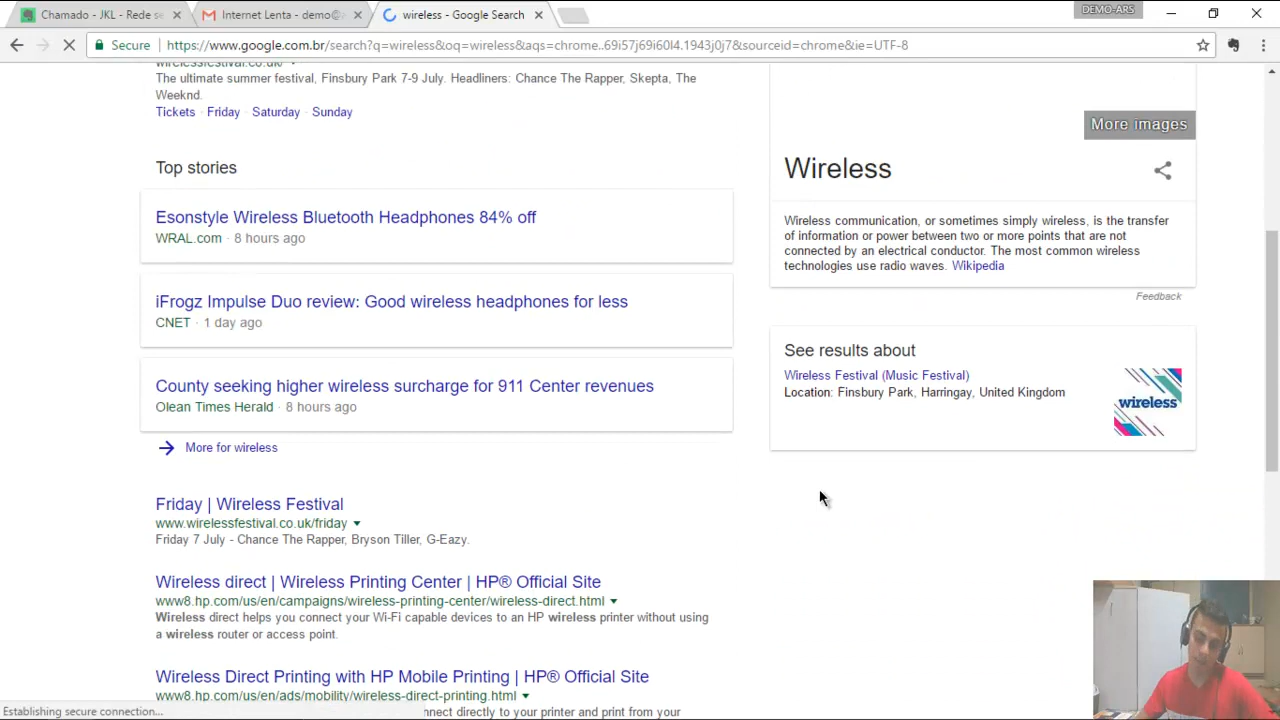 Chamado - JKL - Rede se
Internet Lenta - demo@a
wireless - Google Search
DEMO-ARS
Secure
https://www.google.com.br/search?q=wireless&oq=wireless&aqs=chrome..69i57j69i60l4.1943j0j7&sourceid=chrome&ie=UTF-8
wirelessfestival.co.uk/
The ultimate summer festival, Finsbury Park 7-9 July. Headliners: Chance The Rapper, Skepta, The
Weeknd.
Tickets · Friday · Saturday · Sunday
Top stories
Esonstyle Wireless Bluetooth Headphones 84% off
WRAL.com · 8 hours ago
iFrogz Impulse Duo review: Good wireless headphones for less
CNET · 1 day ago
County seeking higher wireless surcharge for 911 Center revenues
Olean Times Herald · 8 hours ago
More for wireless
Friday | Wireless Festival
www.wirelessfestival.co.uk/friday
Friday 7 July - Chance The Rapper, Bryson Tiller, G-Eazy.
Wireless direct | Wireless Printing Center | HP® Official Site
www8.hp.com/us/en/campaigns/wireless-printing-center/wireless-direct.html
Wireless direct helps you connect your Wi-Fi capable devices to an HP wireless printer without using
a wireless router or access point.
Wireless Direct Printing with HP Mobile Printing | HP® Official Site
www8.hp.com/us/en/ads/mobility/wireless-direct-printing.html
nnect directly to your printer and print from your
Establishing secure connection...
More images
Wireless
Wireless communication, or sometimes simply wireless, is the transfer
of information or power between two or more points that are not
connected by an electrical conductor. The most common wireless
technologies use radio waves. Wikipedia
Feedback
See results about
Wireless Festival (Music Festival)
Location: Finsbury Park, Harringay, United Kingdom
wireless